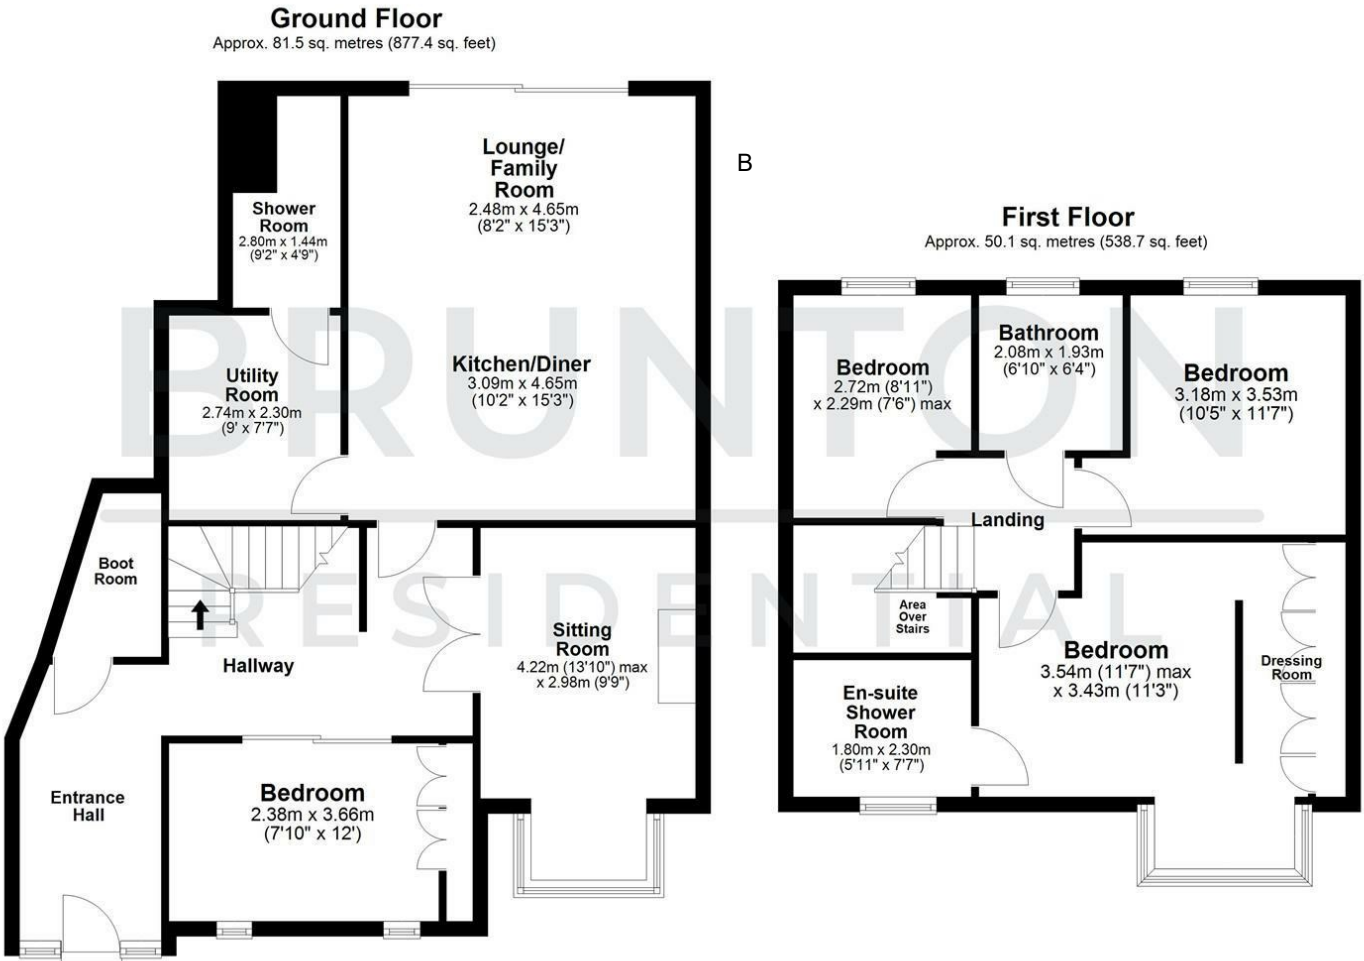 Ground Floor
Approx. 81.5 sq. metres (877.4 sq. feet)
Lounge/
Family
Room
2.48m x 4.65m
(8'2" x 15'3")
Shower
Room
2.80m x 1.44m
(9'2" x 4'9")
Kitchen/Diner
3.09m x 4.65m
(10'2" x 15'3")
Utility
Room
2.74m x 2.30m
(9' x 7'7")
Boot
Room
Hallway
Sitting
Room
4.22m (13'10") max
x 2.98m (9'9")
Entrance
Hall
Bedroom
2.38m x 3.66m
(7'10" x 12')
B
First Floor
Approx. 50.1 sq. metres (538.7 sq. feet)
Bedroom
2.72m (8'11")
x 2.29m (7'6") max
Bathroom
2.08m x 1.93m
(6'10" x 6'4")
Bedroom
3.18m x 3.53m
(10'5" x 11'7")
Landing
Area
Over
Stairs
Bedroom
3.54m (11'7") max
x 3.43m (11'3")
Dressing
Room
En-suite
Shower
Room
1.80m x 2.30m
(5'11" x 7'7")
BRUNTON
RESIDENTIAL